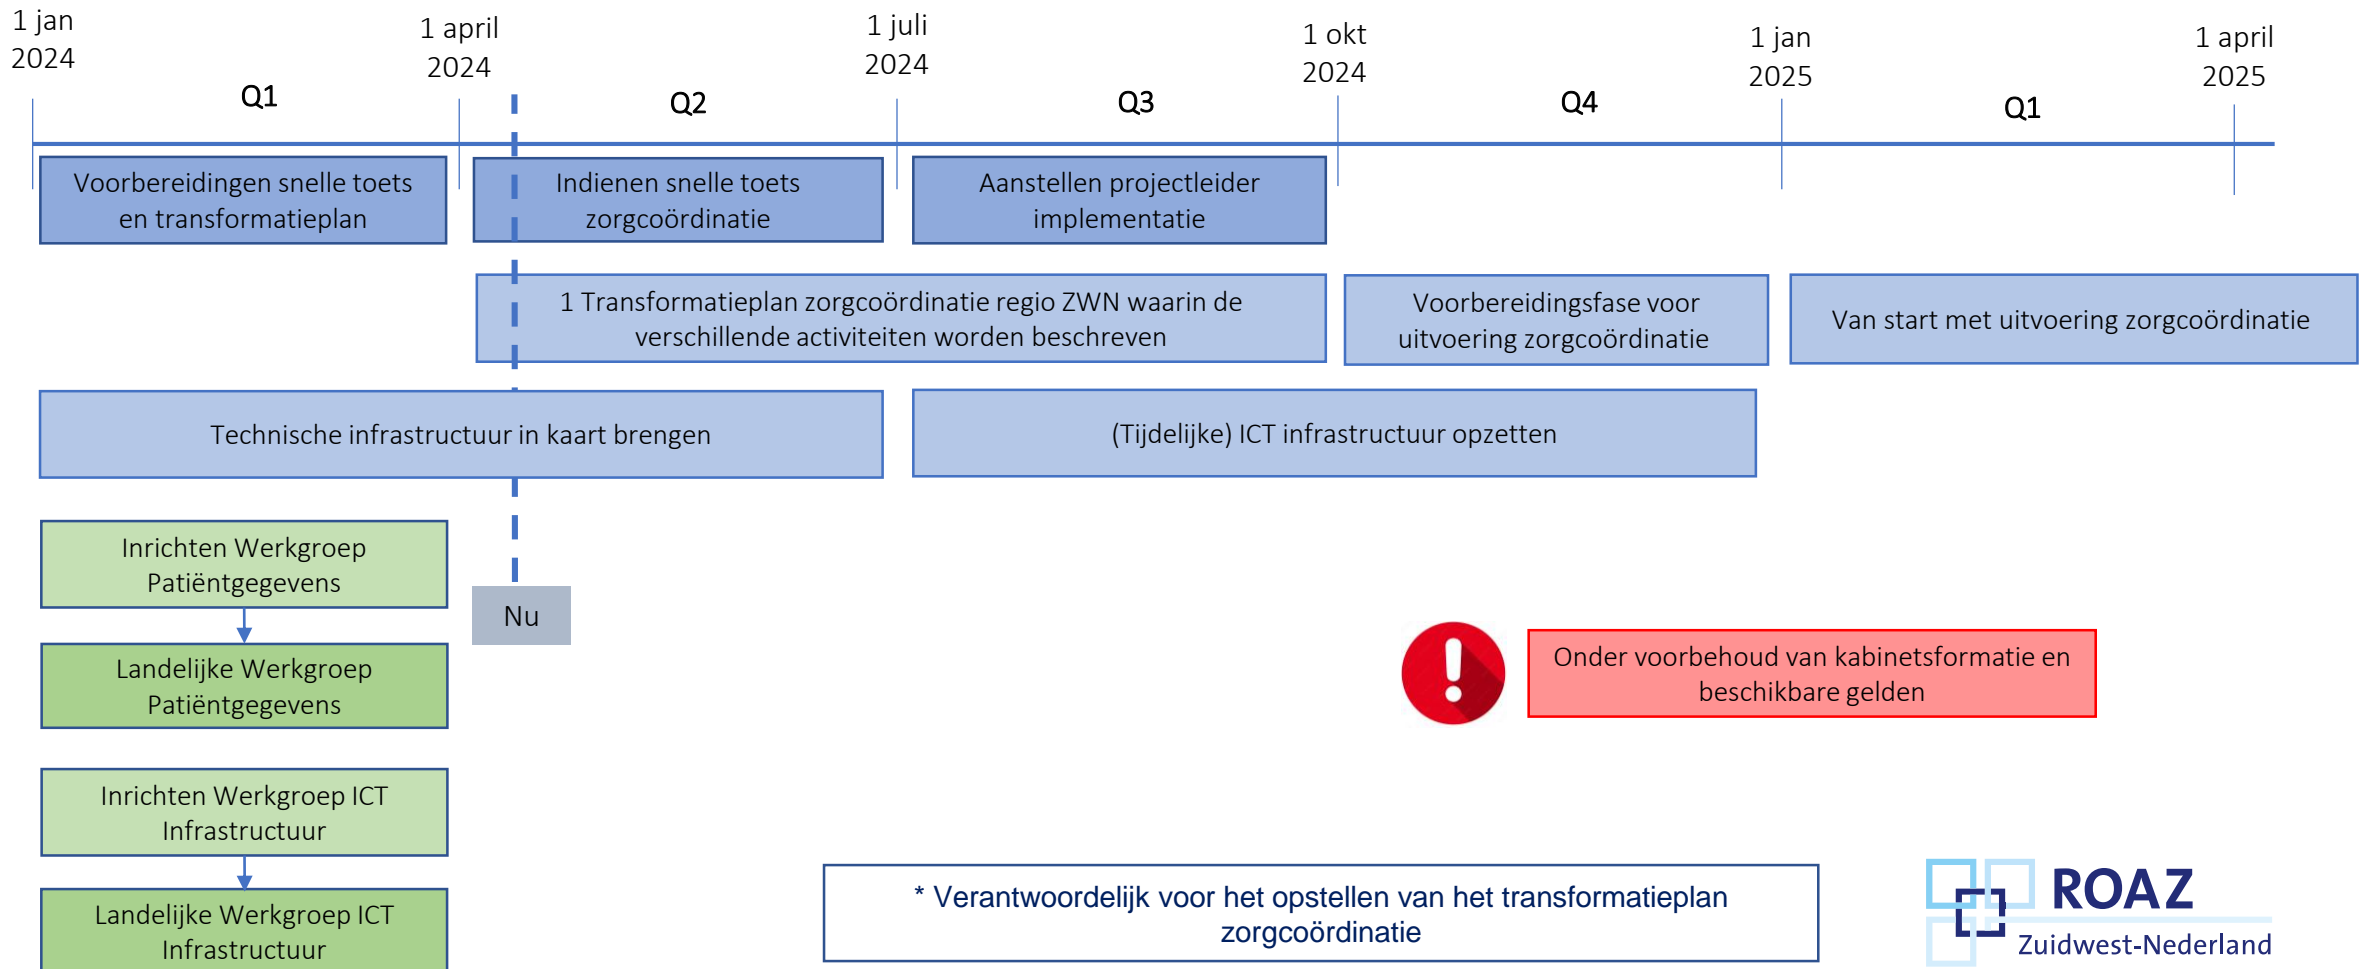 1 jan
2024
1 april
2024
1 juli
2024
1 okt
2024
1 jan
2025
1 april
2025
Q1
Q2
Q3
Q4
Q1
Voorbereidingen snelle toets
en transformatieplan
Indienen snelle toets
zorgcoördinatie
Aanstellen projectleider
implementatie
1 Transformatieplan zorgcoördinatie regio ZWN waarin de
verschillende activiteiten worden beschreven
Voorbereidingsfase voor
uitvoering zorgcoördinatie
Van start met uitvoering zorgcoördinatie
Technische infrastructuur in kaart brengen
(Tijdelijke) ICT infrastructuur opzetten
Inrichten Werkgroep
Patiëntgegevens
Nu
Landelijke Werkgroep
Patiëntgegevens
Onder voorbehoud van kabinetsformatie en
beschikbare gelden
Inrichten Werkgroep ICT
Infrastructuur
Landelijke Werkgroep ICT
Infrastructuur
* Verantwoordelijk voor het opstellen van het transformatieplan
zorgcoördinatie
ROAZ
Zuidwest-Nederland